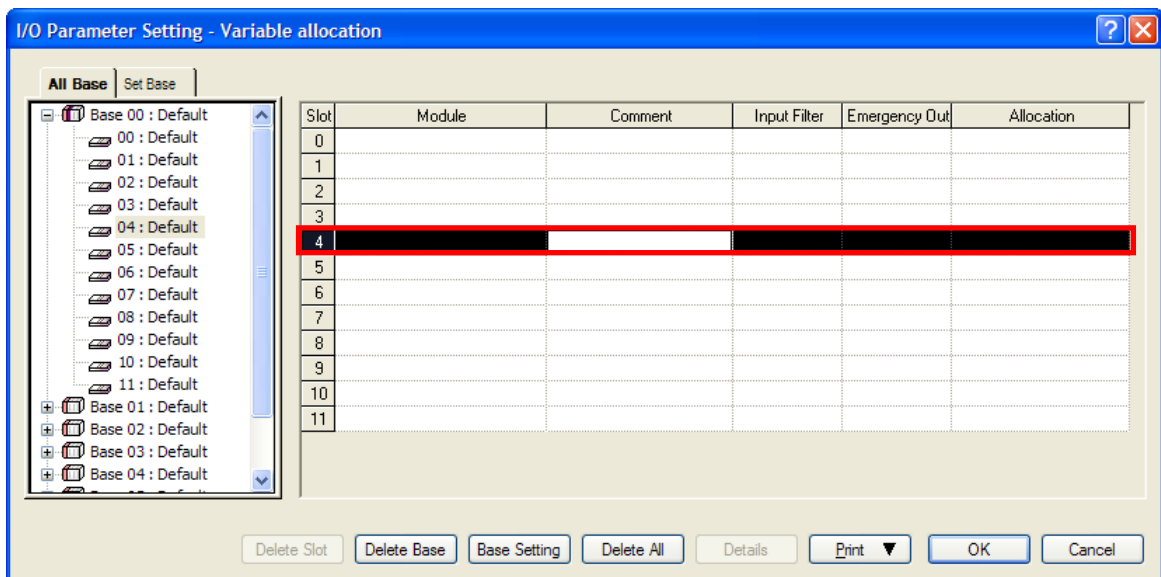 I/O Parameter Setting - Variable allocation
All Base Set Base
Base 00 : Default
00 : Default
01 : Default
02 : Default
03 : Default
04 : Default
05 : Default
06 : Default
07 : Default
08 : Default
09 : Default
10 : Default
11 : Default
Base 01 : Default
Base 02 : Default
Base 03 : Default
Base 04 : Default
Slot Module Comment Input Filter Emergency Out Allocation
0
1
2
3
4
5
6
7
8
9
10
11
Delete Slot Delete Base Base Setting Delete All Details Print ▼ OK Cancel